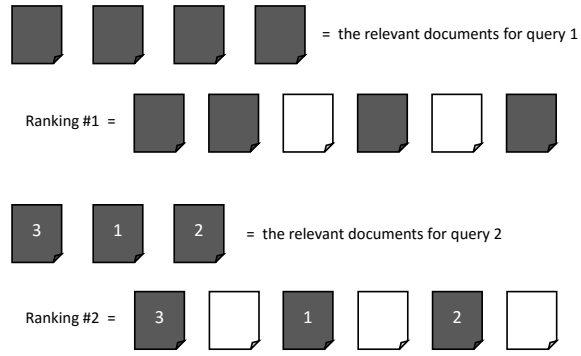 = the relevant documents for query 1
Ranking #1 =
3 1 2 = the relevant documents for query 2
Ranking #2 = 3 1 2